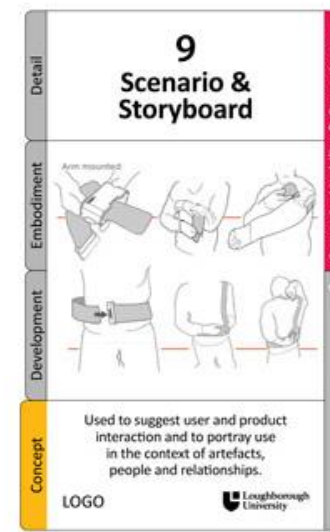 9
Scenario &
Storyboard
Detail
Embodiment
Development
Concept
Arm mounted
Used to suggest user and product
interaction and to portray use
in the context of artefacts,
people and relationships.
LOGO
Loughborough
University